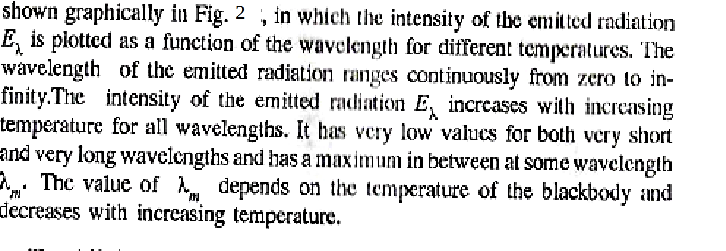 shown graphically in Fig. 2 , in which the intensity of the emitted radiation
E_λ is plotted as a function of the wavelength for different temperatures. The
wavelength of the emitted radiation ranges continuously from zero to in-
finity.The intensity of the emitted radiation E_λ increases with increasing
temperature for all wavelengths. It has very low values for both very short
and very long wavelengths and has a maximum in between at some wavelength
λ_m. The value of λ_m depends on the temperature of the blackbody and
decreases with increasing temperature.